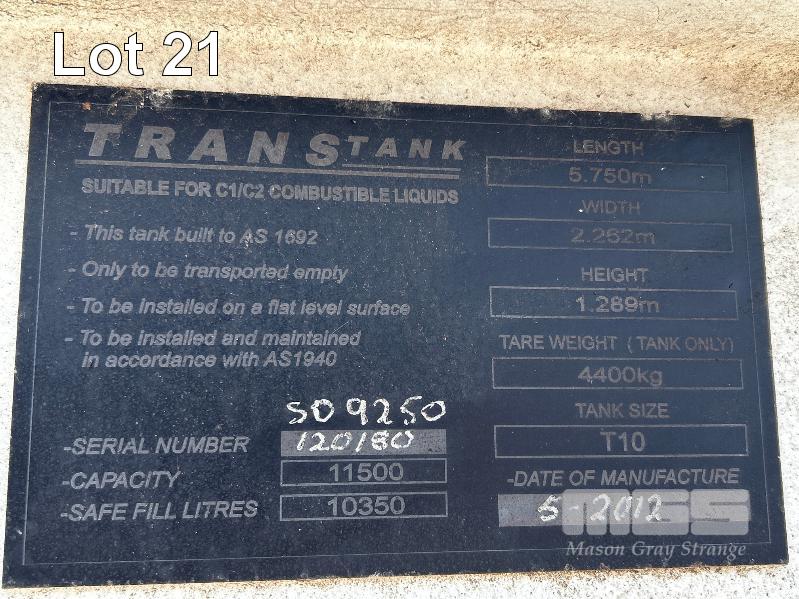 Lot 21
TRANSTANK
SUITABLE FOR C1/C2 COMBUSTIBLE LIQUIDS
- This tank built to AS 1692
- Only to be transported empty
- To be installed on a flat level surface
- To be installed and maintained
in accordance with AS1940
SO9250
-SERIAL NUMBER 120180
-CAPACITY 11500
-SAFE FILL LITRES 10350
LENGTH
5.750m
WIDTH
2.262m
HEIGHT
1.289m
TARE WEIGHT ( TANK ONLY)
4400kg
TANK SIZE
T10
-DATE OF MANUFACTURE
5-2012
MGS
Mason Gray Strange